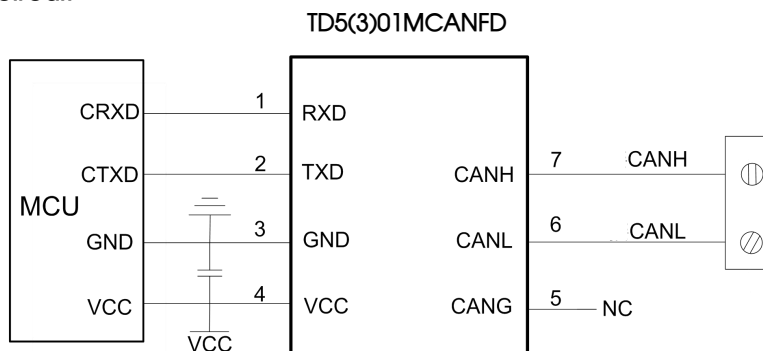 TD5(3)01MCANFD
CRXD 1 RXD
CTXD 2 TXD CANH 7 CANH
MCU
GND 3 GND CANL 6 CANL
VCC 4 VCC CANG 5 NC
VCC